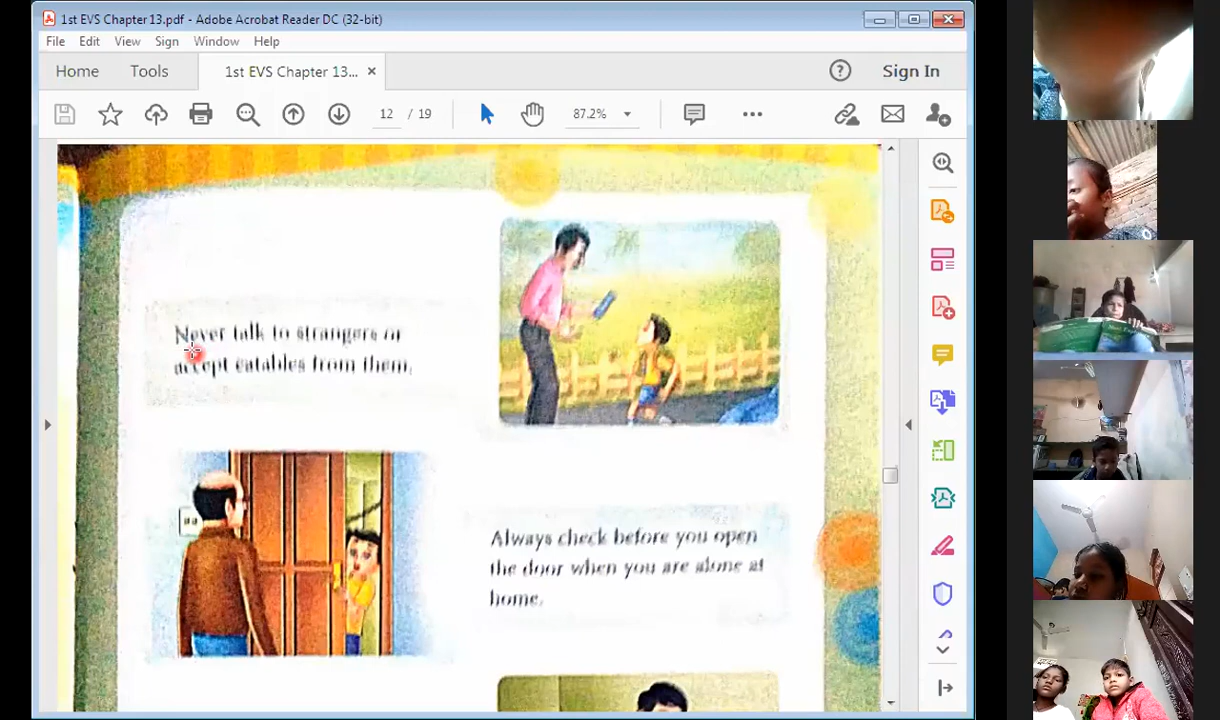 1st EVS Chapter 13.pdf - Adobe Acrobat Reader DC (32-bit)
File Edit View Sign Window Help
Home Tools 1st EVS Chapter 13... × ? Sign In
12 / 19 87.2%
Never talk to strangers or
accept eatables from them.
Always check before you open
the door when you are alone at
home.